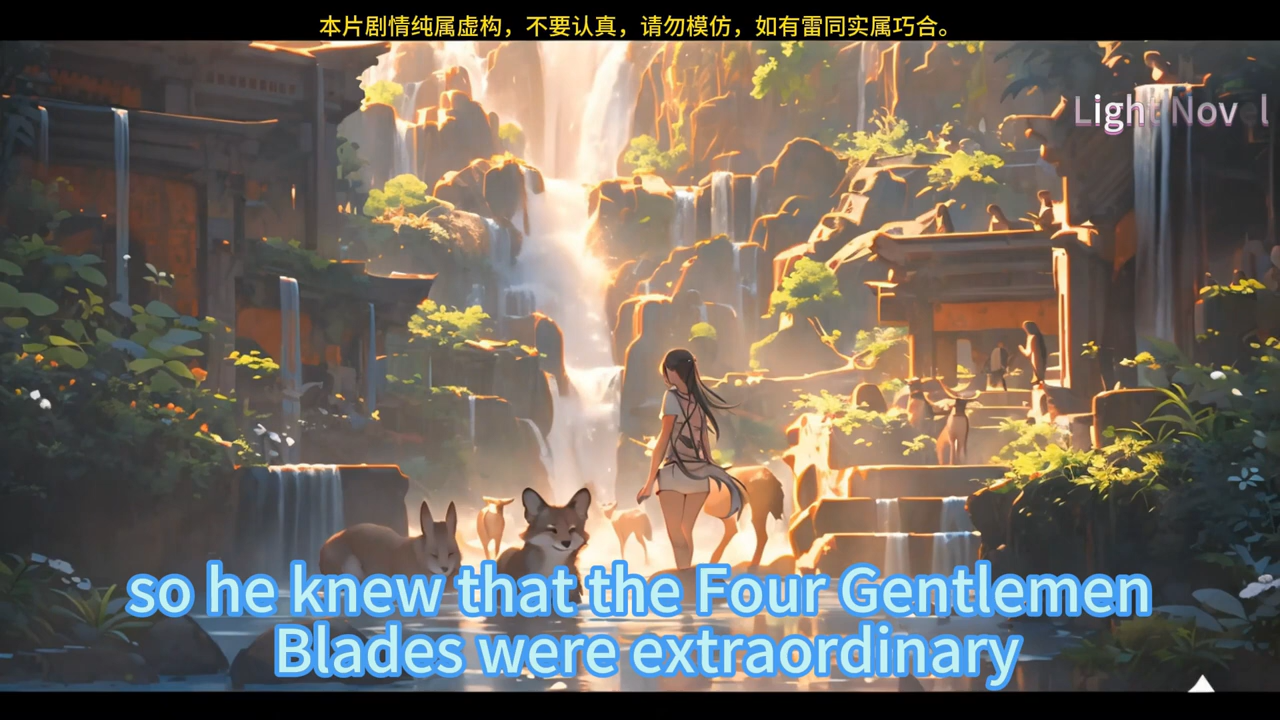 本片剧情纯属虚构，不要认真，请勿模仿，如有雷同实属巧合。
Light Nov l
so he knew that the Four Gentlemen
Blades were extraordinary